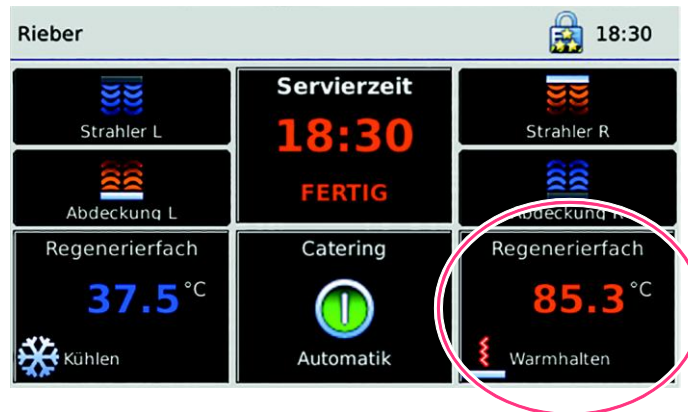 Rieber
18:30
Strahler L
Servierzeit
18:30
FERTIG
Strahler R
Abdeckung L
Abdeckung R
Regenerierfach
37.5°C
Kühlen
Catering
Automatik
Regenerierfach
85.3°C
Warmhalten